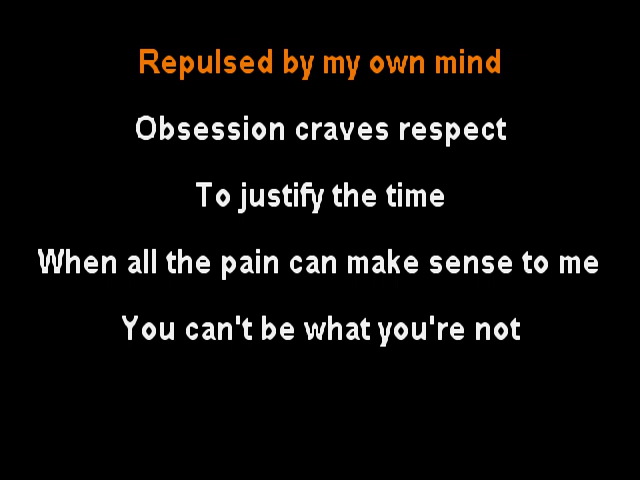 Repulsed by my own mind
Obsession craves respect
To justify the time
When all the pain can make sense to me
You can't be what you're not